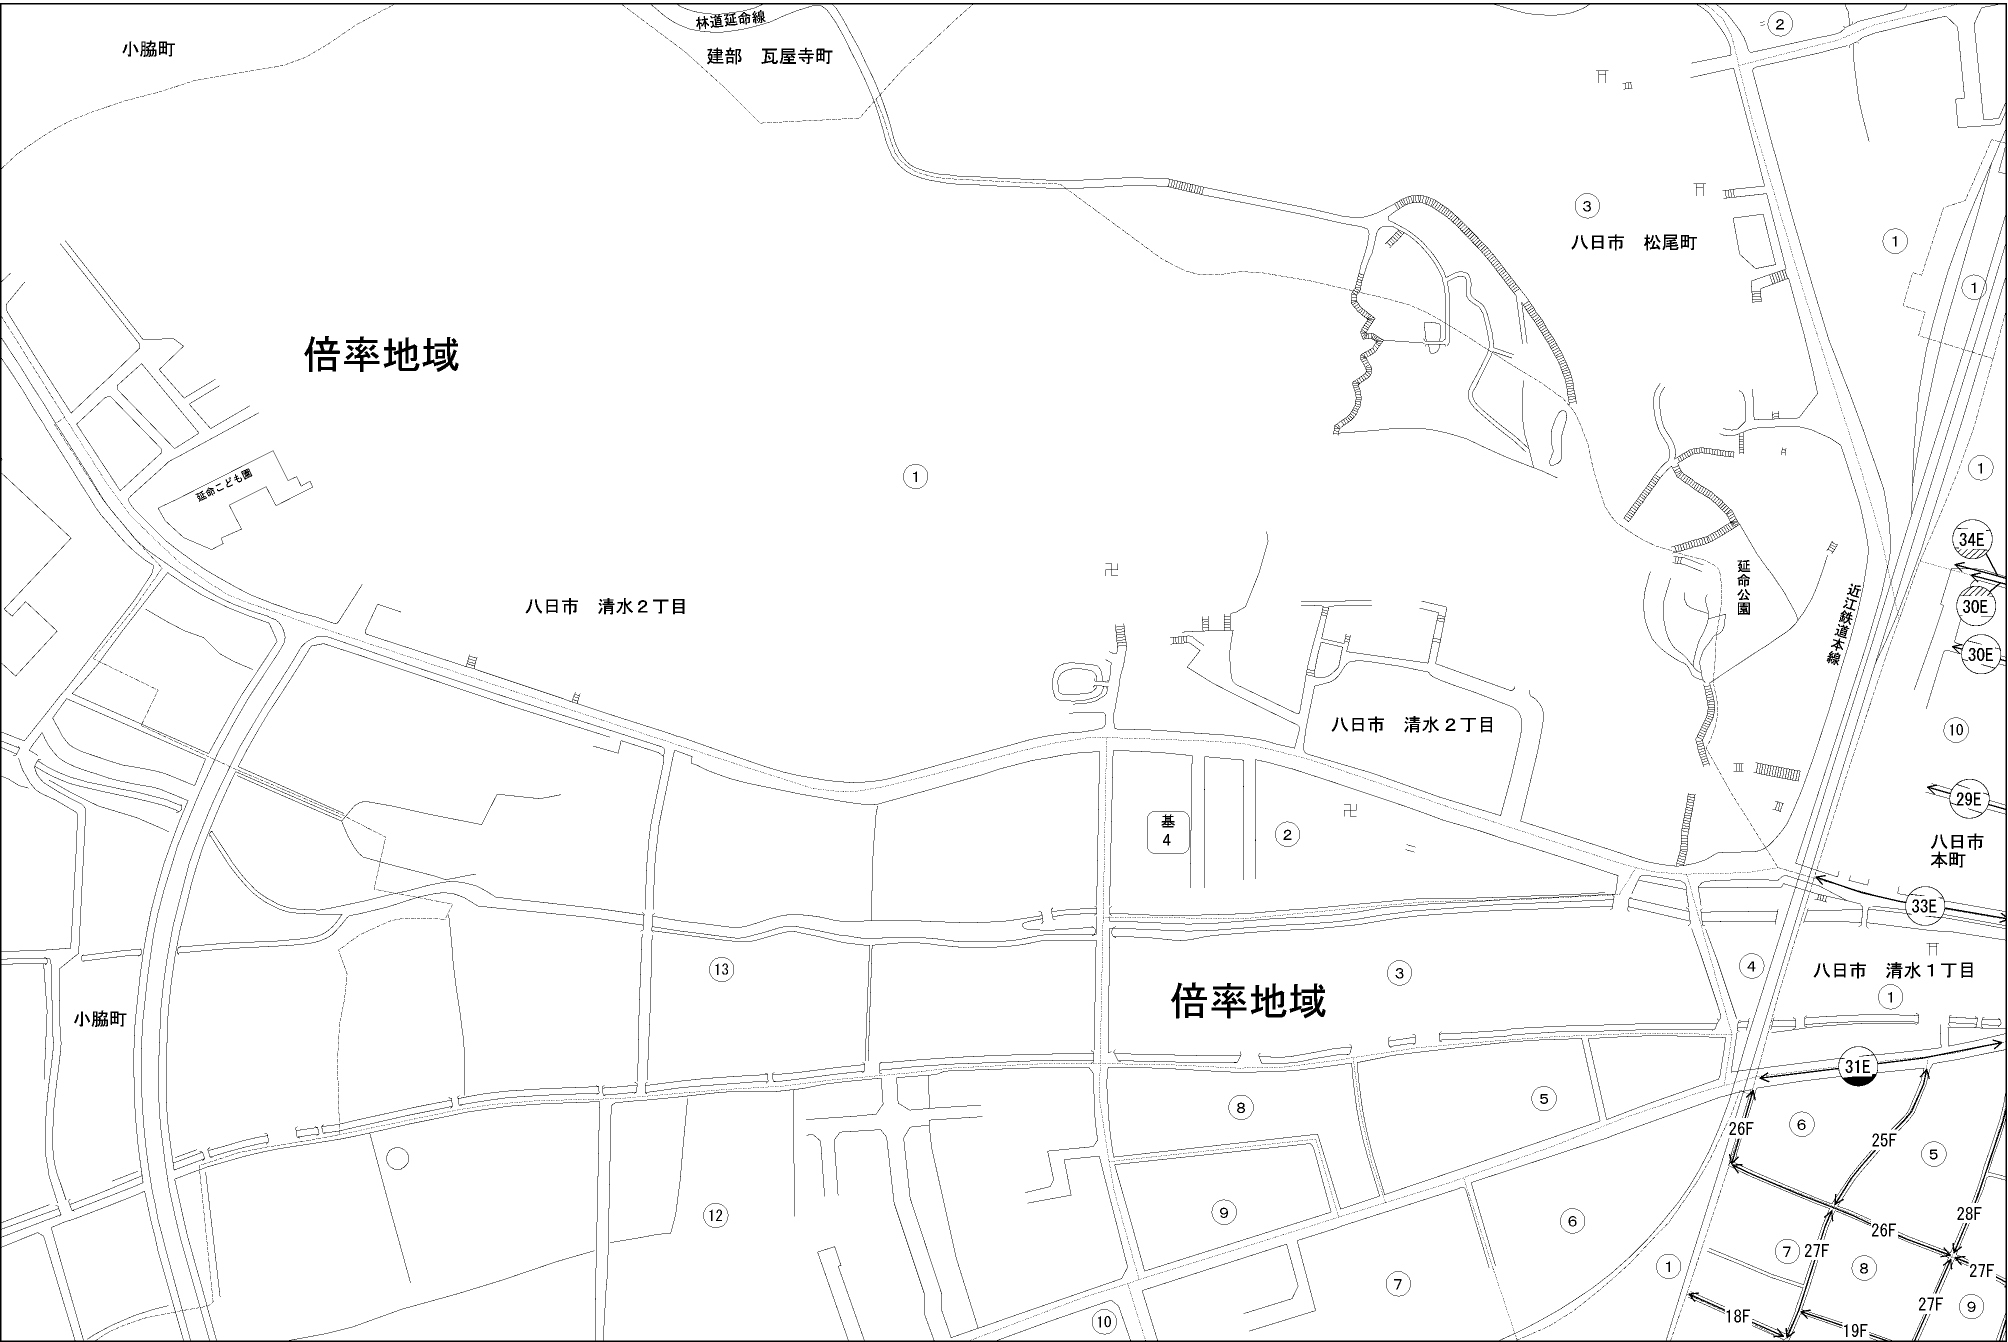 林道延命線
②
小脇町
建部 瓦屋寺町
③
八日市 松尾町
①
①
倍率地域
①
①
延命こども園
34E
延命公園
近江鉄道本線
30E
八日市 清水2丁目
30E
八日市 清水2丁目
⑩
29E
基
4
②
八日市
本町
33E
⑬
③
④
八日市 清水1丁目
倍率地域
①
小脇町
31E
⑧
⑤
⑥
26F
25F
⑤
⑫
⑨
⑥
28F
26F
⑦
27F
①
⑧
27F
⑦
27F
⑨
18F
19F
⑩